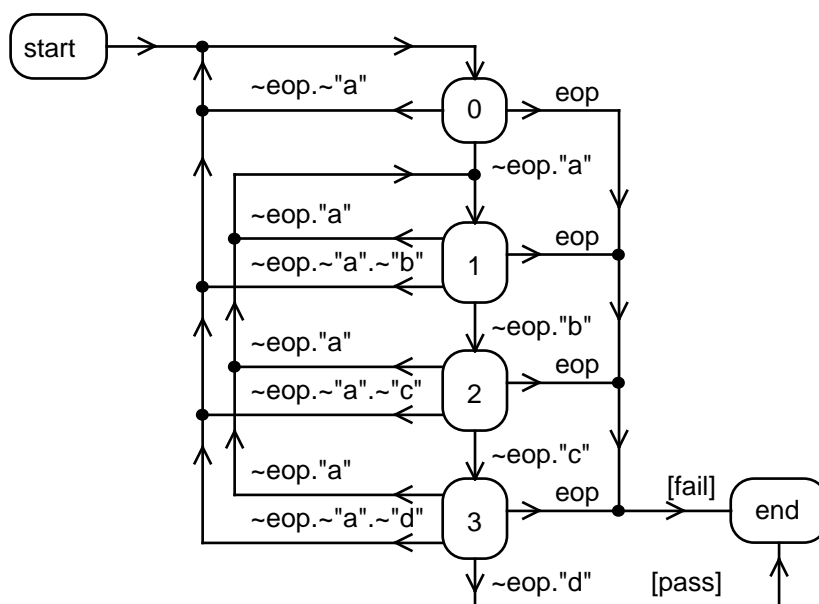 start
~eop.~"a"
0
eop
~eop."a"
~eop."a"
eop
~eop.~"a".~"b"
1
~eop."b"
~eop."a"
eop
~eop.~"a".~"c"
2
~eop."c"
~eop."a"
eop
[fail]
~eop.~"a".~"d"
3
end
~eop."d"
[pass]